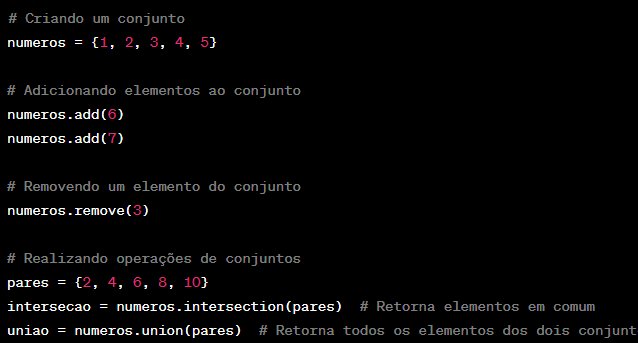 # Criando um conjunto
numeros = {1, 2, 3, 4, 5}
# Adicionando elementos ao conjunto
numeros.add(6)
numeros.add(7)
# Removendo um elemento do conjunto
numeros.remove(3)
# Realizando operações de conjuntos
pares = {2, 4, 6, 8, 10}
intersecao = numeros.intersection(pares)  # Retorna elementos em comum
uniao = numeros.union(pares)  # Retorna todos os elementos dos dois conjunt